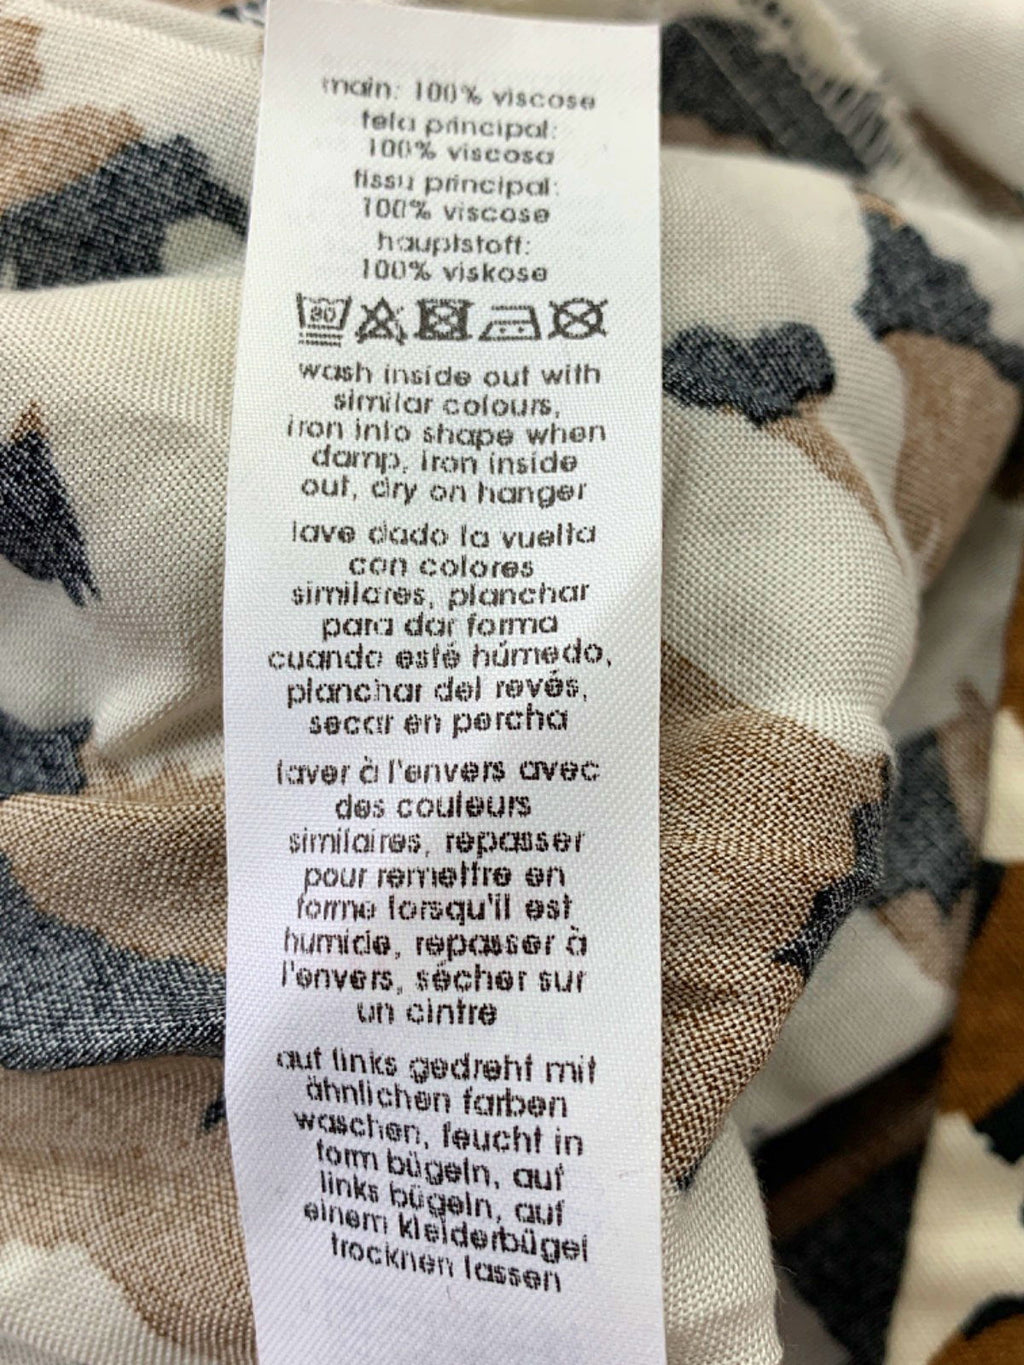 main: 100% viscose
tela principal:
100% viscosa
tissu principal:
100% viscose
hauptstoff:
100% viskose
30
wash inside out with
similar colours,
iron into shape when
damp, iron inside
out, dry on hanger
lave dado la vuelta
con colores
similares, planchar
para dar forma
cuando esté húmedo,
planchar del revés,
secar en percha
laver à l'envers avec
des couleurs
similaires, repasser
pour remettre en
forme lorsqu'il est
humide, repasser à
l'envers, sécher sur
un cintre
auf links gedreht mit
ähnlichen farben
waschen, feucht in
form bügeln, auf
links bügeln, auf
einem kleiderbügel
trocknen lassen